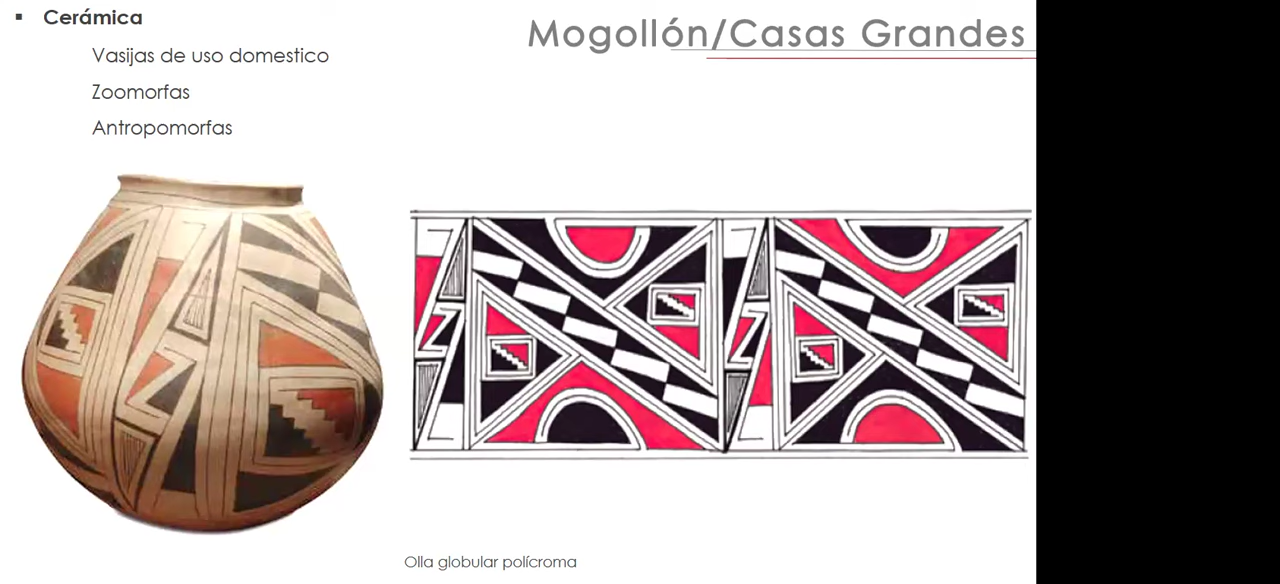 Mogollón/Casas Grandes
▪ Cerámica
Vasijas de uso domestico
Zoomorfas
Antropomorfas
Olla globular polícroma